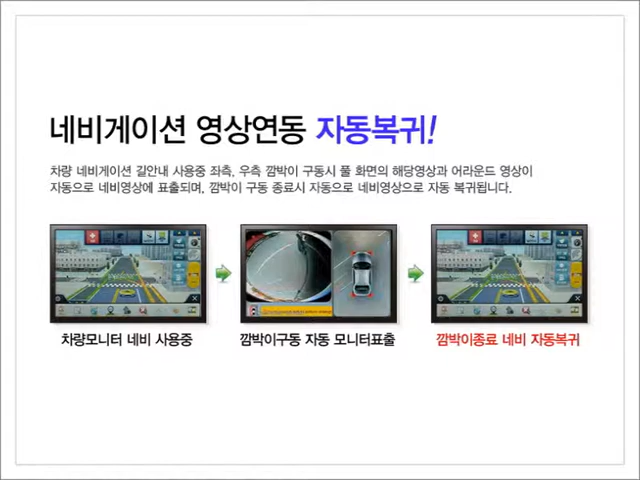 네비게이션 영상연동 자동복귀!
차량 네비게이션 길안내 사용중 좌측, 우측 깜박이 구동시 풀 화면의 해당영상과 어라운드 영상이
자동으로 네비영상에 표출되며, 깜박이 구동 종료시 자동으로 네비영상으로 자동 복귀됩니다.
차량모니터 네비 사용중
깜박이구동 자동 모니터표출
깜박이종료 네비 자동복귀